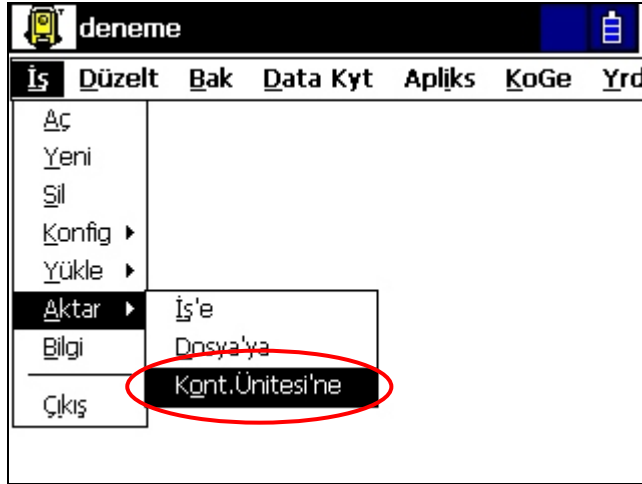 deneme
İş Düzelt Bak Data Kyt Apliks KoGe Yrd
Aç
Yeni
Sil
Konfig
Yükle
Aktar
Bilgi
Çıkış
İş'e
Dosya'ya
Kont.Ünitesi'ne